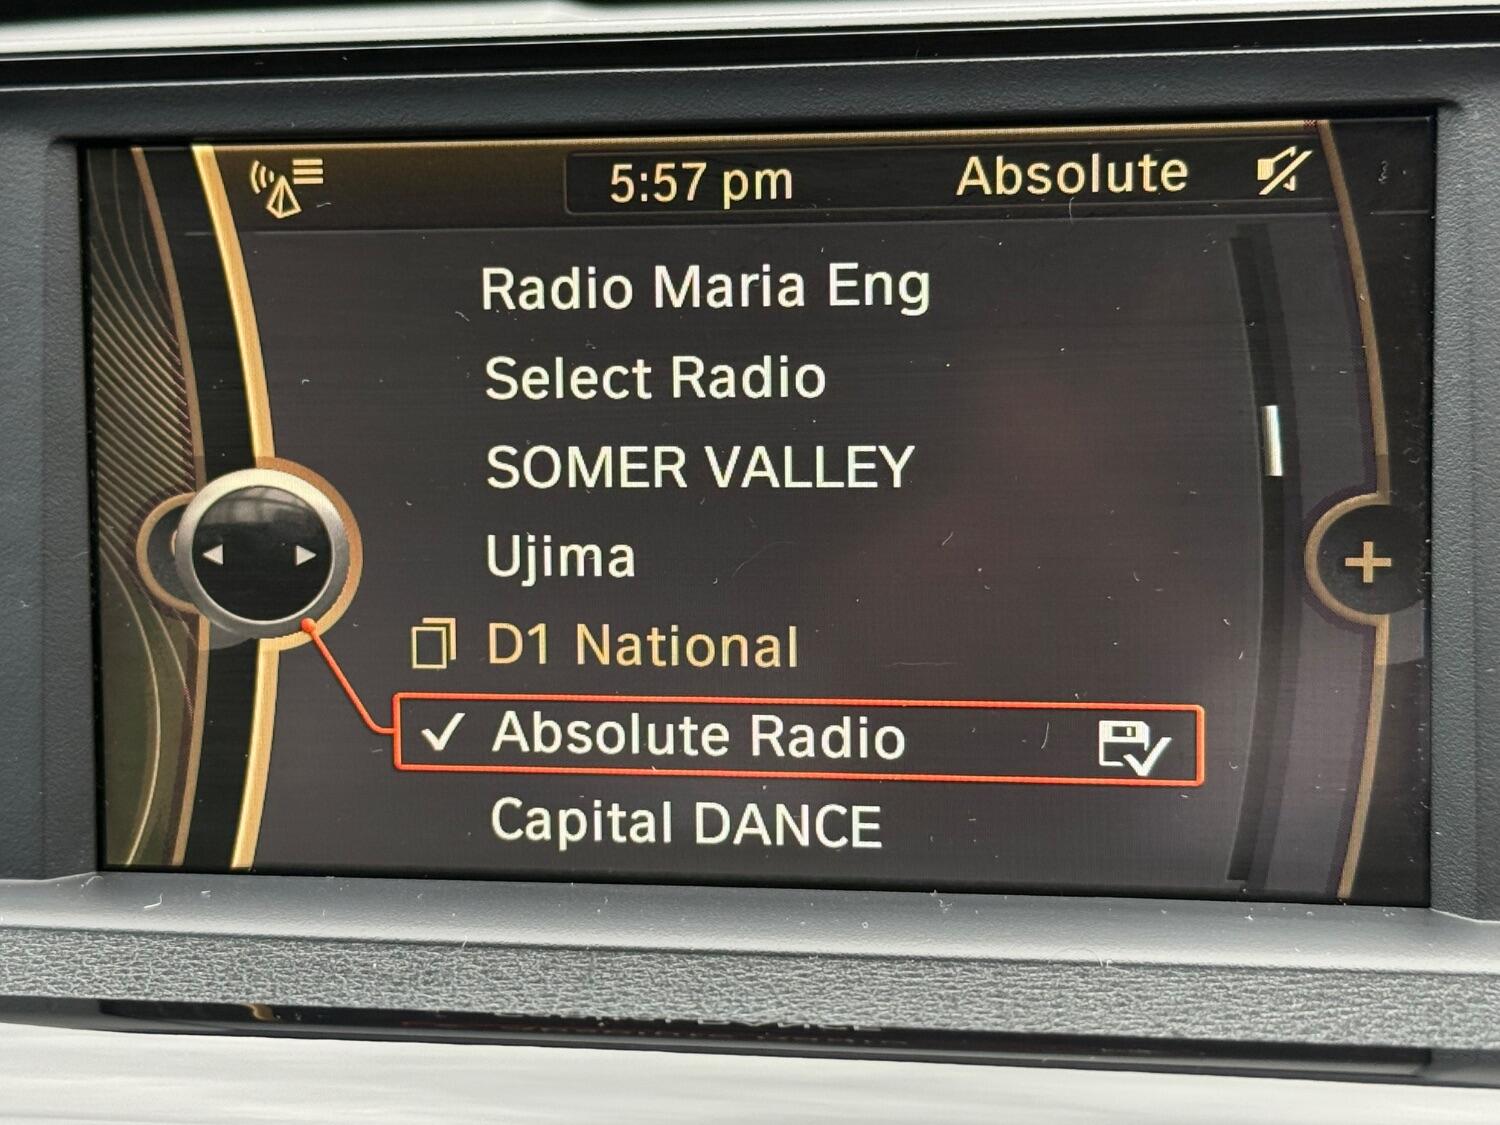 5:57 pm Absolute
Radio Maria Eng
Select Radio
SOMER VALLEY
Ujima
D1 National
Absolute Radio
Capital DANCE